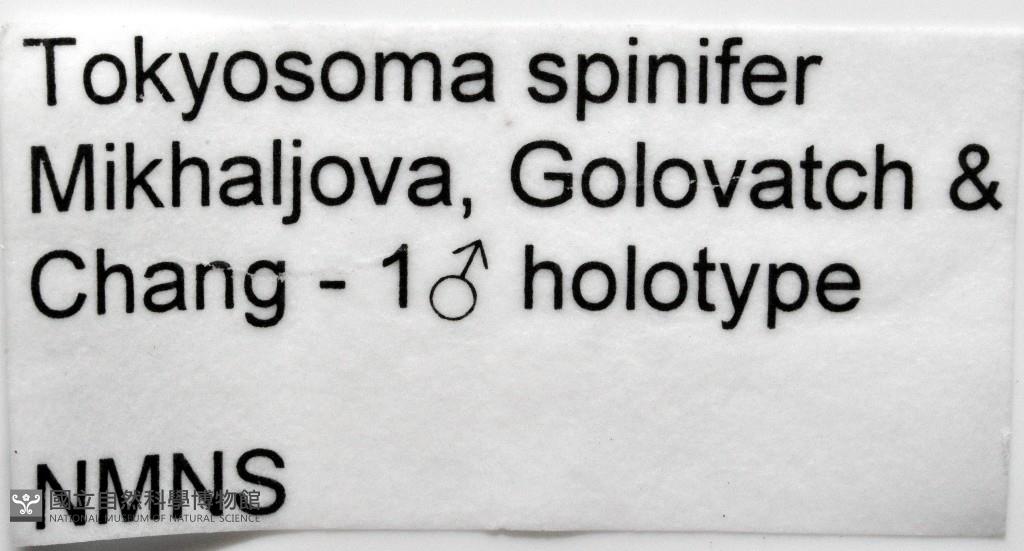 Tokyosoma spinifer
Mikhaljova, Golovatch &
Chang - 1♂ holotype
NMNS
國立自然科學博物館
NATIONAL MUSEUM OF NATURAL SCIENCE